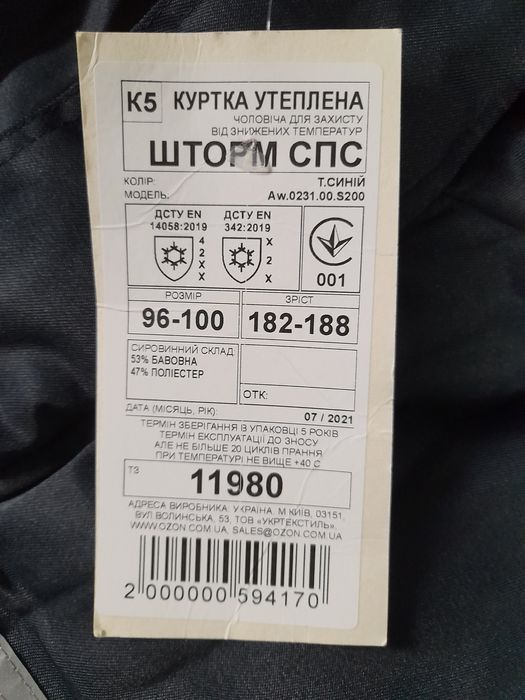 К5 КУРТКА УТЕПЛЕНА
ЧОЛОВІЧА ДЛЯ ЗАХИСТУ
ВІД ЗНИЖЕНИХ ТЕМПЕРАТУР
ШТОРМ СПС
КОЛІР: Т.СИНІЙ
МОДЕЛЬ: Aw.0231.00.S200
ДСТУ EN
14058:2019
4
2
X
X
ДСТУ EN
342:2019
X
2
X
001
РОЗМІР
96-100
ЗРІСТ
182-188
СИРОВИННИЙ СКЛАД:
53% БАВОВНА
47% ПОЛІЕСТЕР
ОТК:
ДАТА (МІСЯЦЬ, РІК): 07 / 2021
ТЕРМІН ЗБЕРІГАННЯ ІЗ УПАКОВЦІ 5 РОКІВ
ТЕРМІН ЕКСПЛУАТАЦІЇ ДО ЗНОСУ
АЛЕ НЕ БІЛЬШЕ 20 ЦИКЛІВ ПРАННЯ
ПРИ ТЕМПЕРАТУРІ НЕ ВИЩЕ +40 С
ТЗ 11980
АДРЕСА ВИРОБНИКА: УКРАЇНА, М.КИЇВ, 03151,
ВУЛ.ВОЛИНСЬКА, 53, ТОВ «УКРТЕКСТИЛЬ»
WWW.OZON.COM.UA, SALES@OZON.COM.UA
2 000000 594170